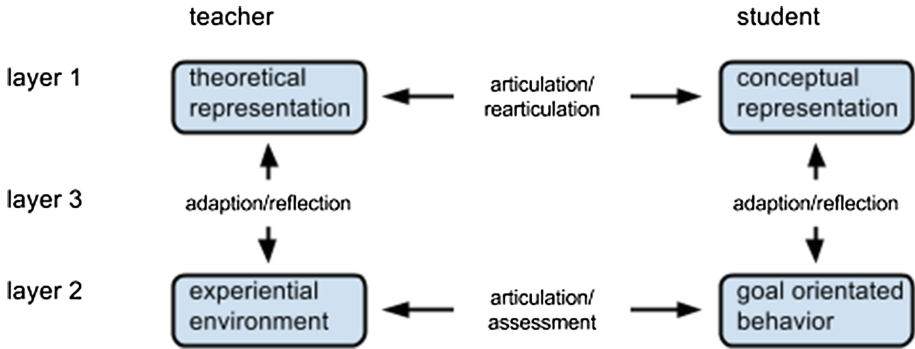 teacher
student
layer 1
theoretical
representation
articulation/
rearticulation
conceptual
representation
layer 3
adaption/reflection
adaption/reflection
layer 2
experiential
environment
articulation/
assessment
goal orientated
behavior